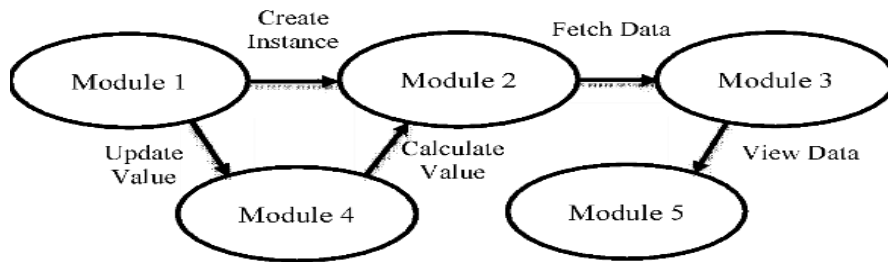 Create
Instance
Fetch Data
Module 1
Module 2
Module 3
Update
Value
Calculate
Value
View Data
Module 4
Module 5